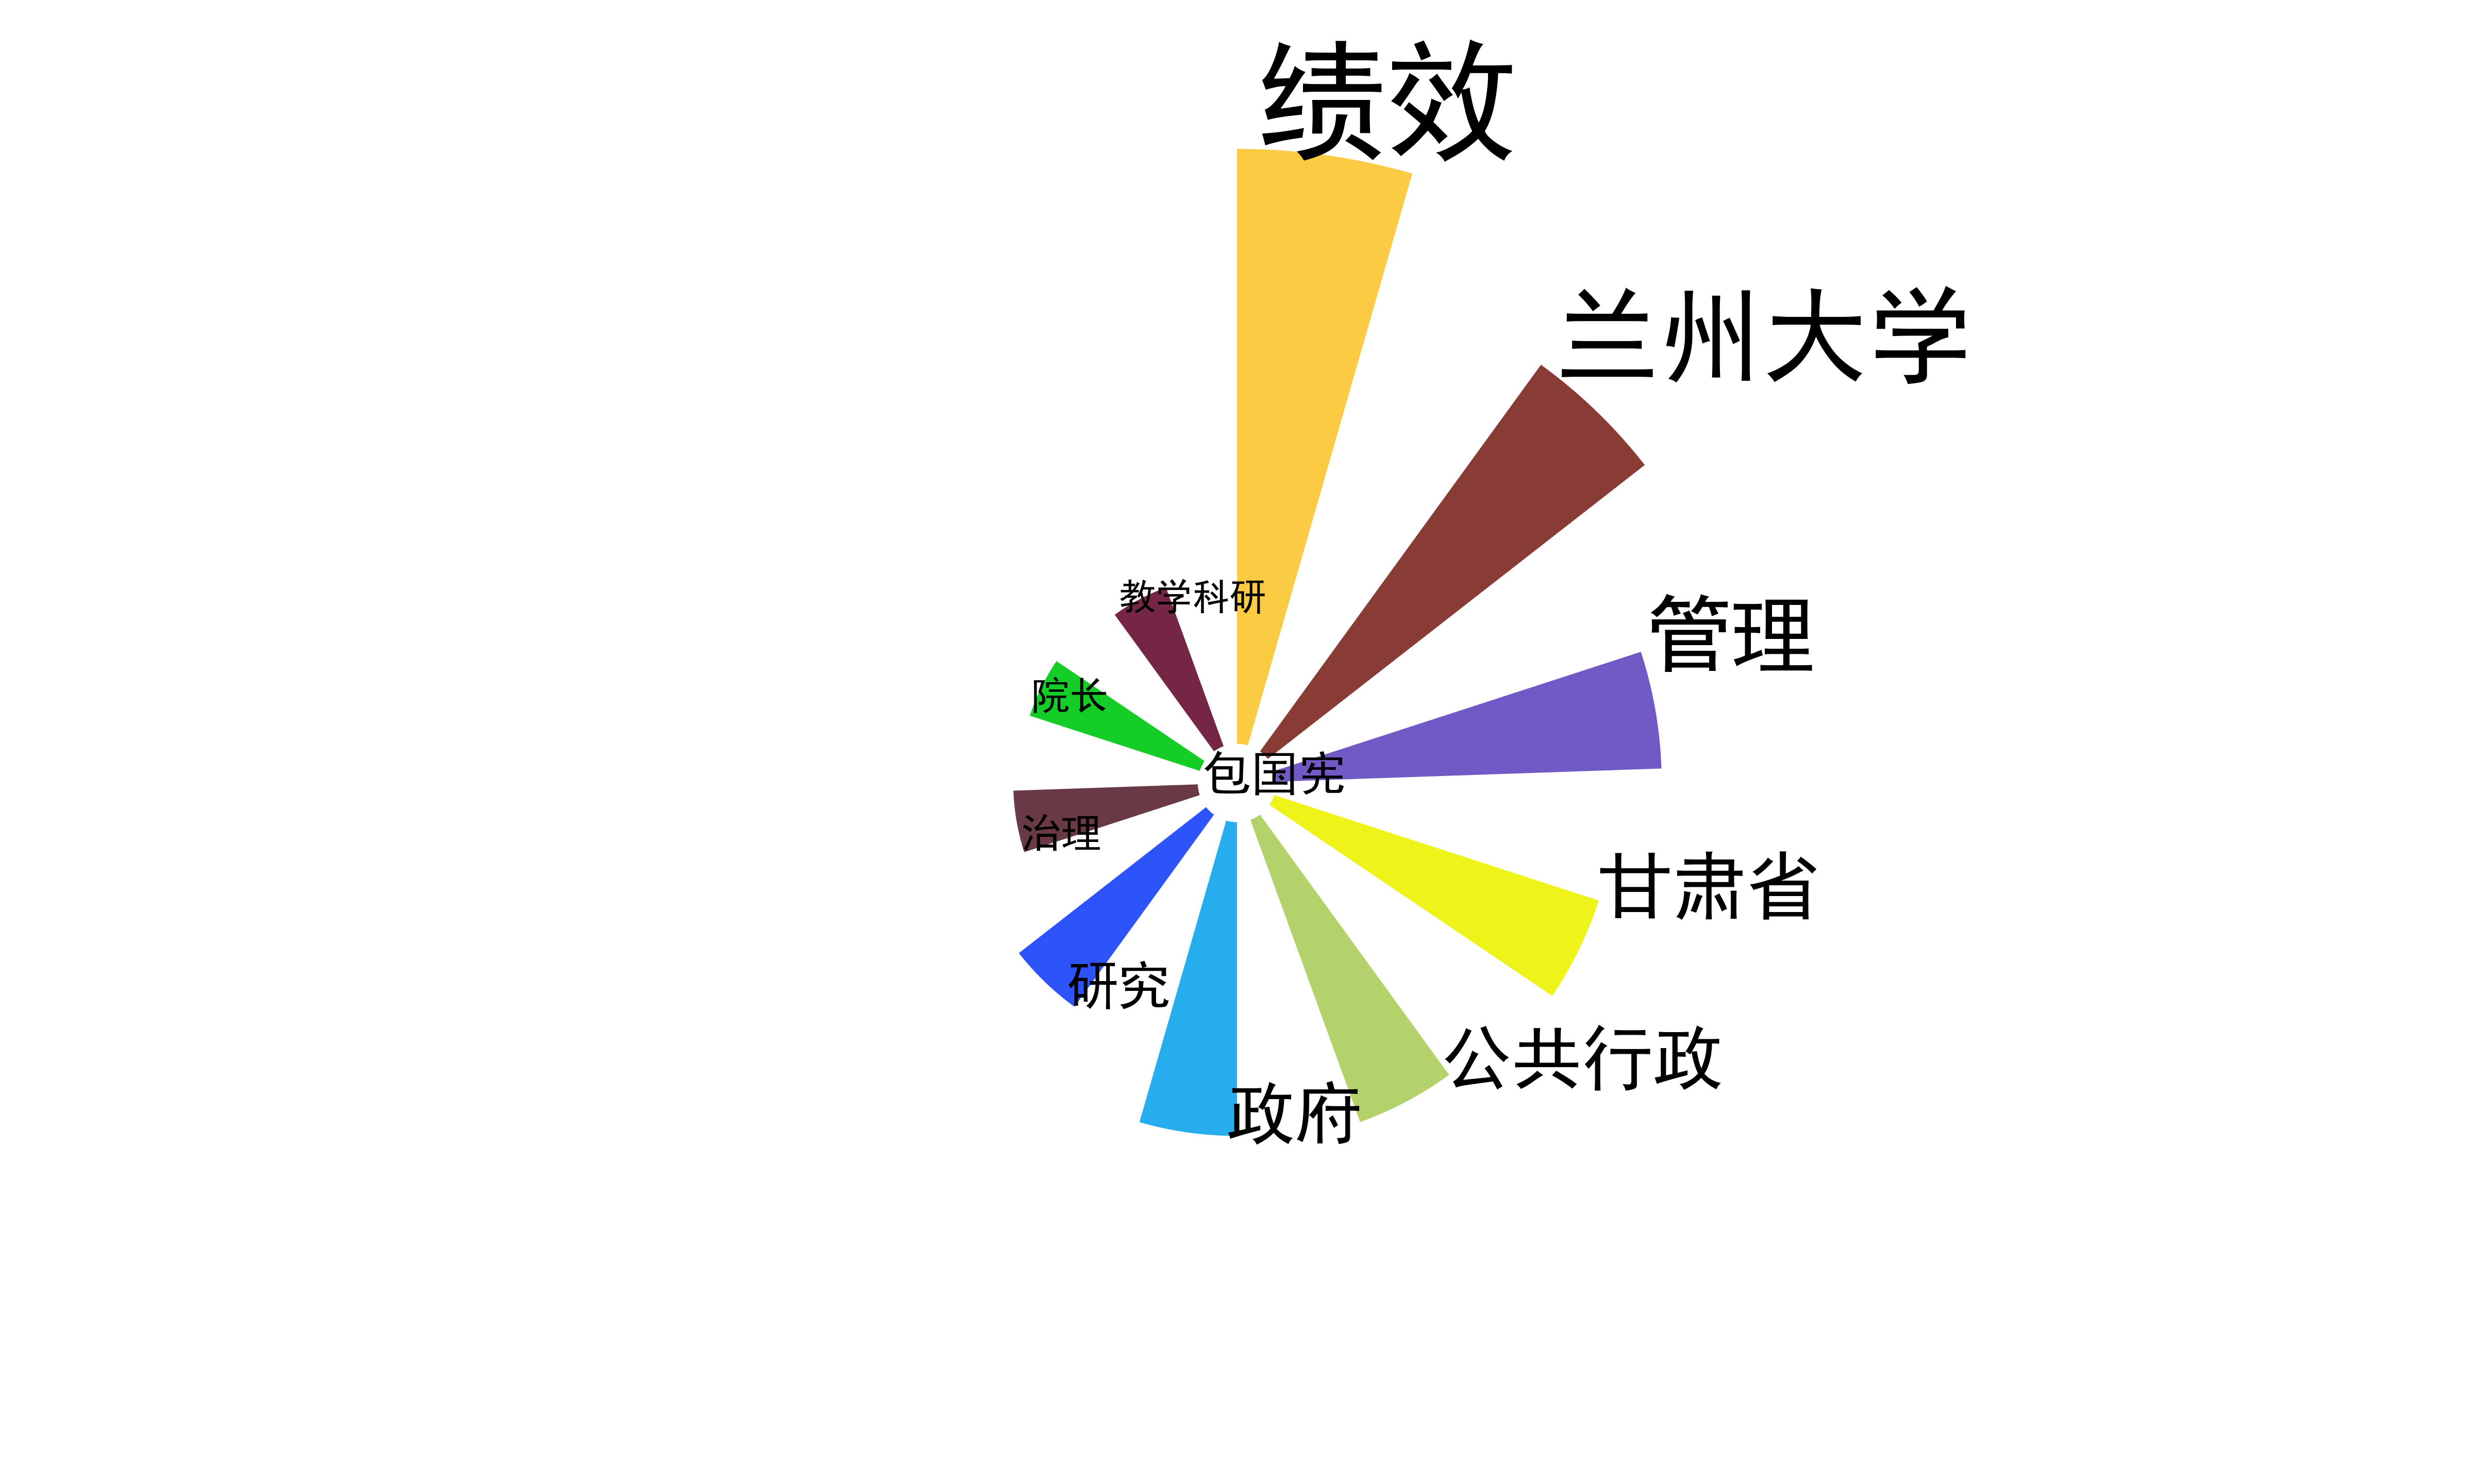 绩效
兰州大学
教学科研
管理
院长
包国宪
治理
甘肃省
研究
公共行政
政府